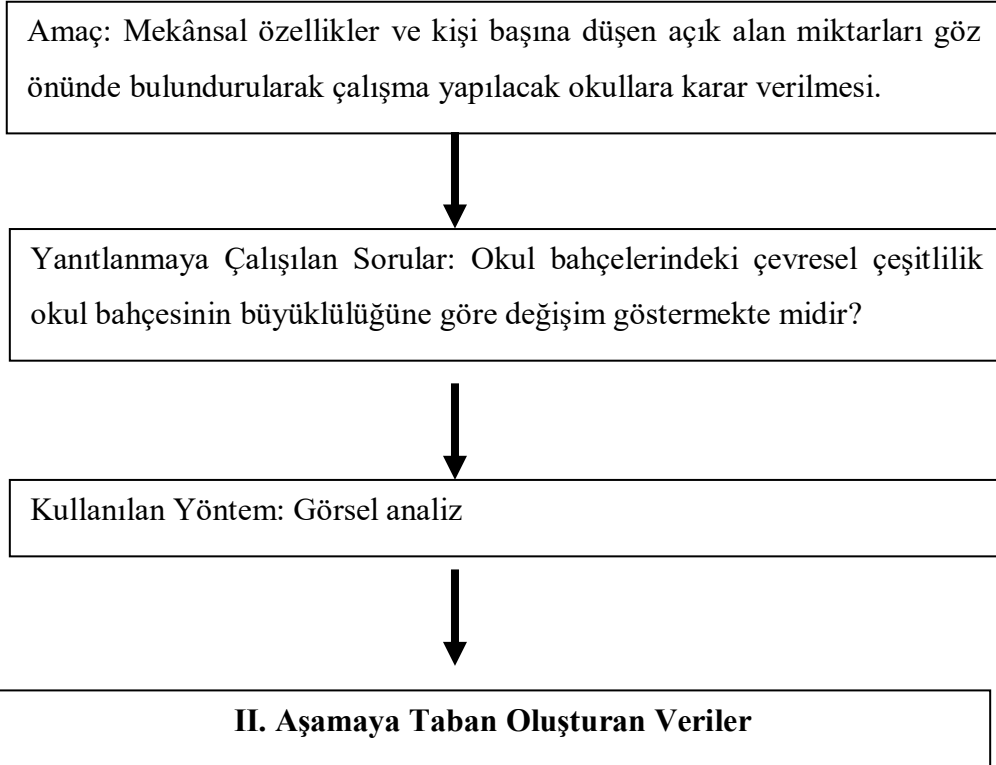 Amaç: Mekânsal özellikler ve kişi başına düşen açık alan miktarları göz
önünde bulundurularak çalışma yapılacak okullara karar verilmesi.
Yanıtlanmaya Çalışılan Sorular: Okul bahçelerindeki çevresel çeşitlilik
okul bahçesinin büyüklülüğüne göre değişim göstermekte midir?
Kullanılan Yöntem: Görsel analiz
II. Aşamaya Taban Oluşturan Veriler